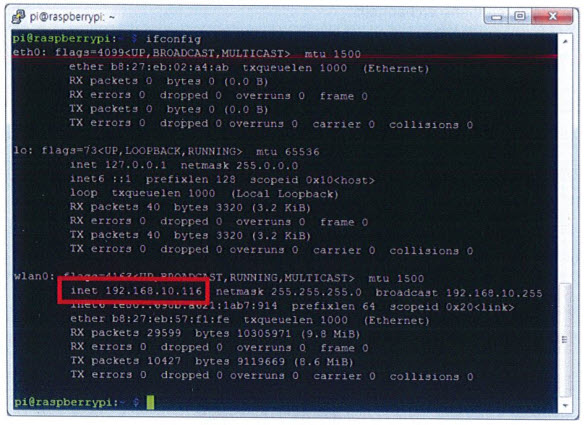 pi@raspberrypi: ~
pi@raspberrypi:~ $ ifconfig
eth0: flags=4099<UP,BROADCAST,MULTICAST>  mtu 1500
ether b8:27:eb:02:a4:ab  txqueuelen 1000  (Ethernet)
RX packets 0  bytes 0 (0.0 B)
RX errors 0  dropped 0  overruns 0  frame 0
TX packets 0  bytes 0 (0.0 B)
TX errors 0  dropped 0 overruns 0  carrier 0  collisions 0
lo: flags=73<UP,LOOPBACK,RUNNING>  mtu 65536
inet 127.0.0.1  netmask 255.0.0.0
inet6 ::1  prefixlen 128  scopeid 0x10<host>
loop  txqueuelen 1000  (Local Loopback)
RX packets 40  bytes 3320 (3.2 KiB)
RX errors 0  dropped 0  overruns 0  frame 0
TX packets 40  bytes 3320 (3.2 KiB)
TX errors 0  dropped 0 overruns 0  carrier 0  collisions 0
wlan0: flags=4163<UP,BROADCAST,RUNNING,MULTICAST>  mtu 1500
inet 192.168.10.116  netmask 255.255.255.0  broadcast 192.168.10.255
inet6 prefixlen 64  scopeid 0x20<link>
ether b8:27:eb:57:f1:fe  txqueuelen 1000  (Ethernet)
RX packets 29599  bytes 10305971 (9.8 MiB)
RX errors 0  dropped 0  overruns 0  frame 0
TX packets 10427  bytes 9119669 (8.6 MiB)
TX errors 0  dropped 0 overruns 0  carrier 0  collisions 0
pi@raspberrypi:~ $